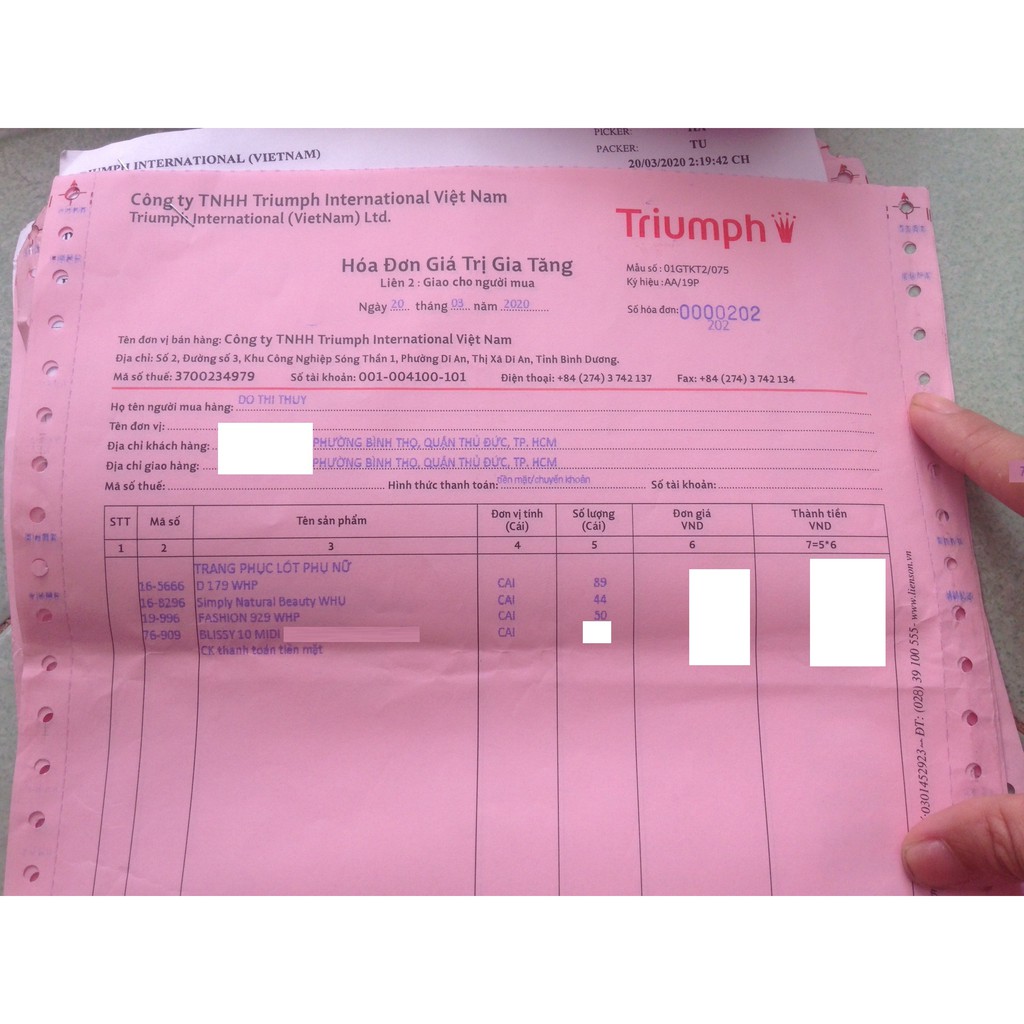 PICKER:
PACKER: TU
TRIUMPH INTERNATIONAL (VIETNAM)
20/03/2020 2:19:42 CH
Công ty TNHH Triumph International Việt Nam
Triumph International (VietNam) Ltd.
Triumph
Hóa Đơn Giá Trị Gia Tăng
Liên 2 : Giao cho người mua
Ngày 20 tháng 03 năm 2020
Mẫu số : 01GTKT2/075
Ký hiệu : AA/19P
Số hóa đơn: 0000202
202
Tên đơn vị bán hàng: Công ty TNHH Triumph International Việt Nam
Địa chỉ: Số 2, Đường số 3, Khu Công Nghiệp Sóng Thần 1, Phường Dĩ An, Thị Xã Dĩ An, Tỉnh Bình Dương.
Mã số thuế: 3700234979 Số tài khoản: 001-004100-101 Điện thoại: +84 (274) 3 742 137 Fax: +84 (274) 3 742 134
Họ tên người mua hàng: DO THI THUY
Tên đơn vị:
Địa chỉ khách hàng: PHƯỜNG BÌNH THỌ, QUẬN THỦ ĐỨC, TP. HCM
Địa chỉ giao hàng: PHƯỜNG BÌNH THỌ, QUẬN THỦ ĐỨC, TP. HCM
Mã số thuế: Hình thức thanh toán: tiền mặt/chuyển khoản Số tài khoản:
STT Mã số Tên sản phẩm Đơn vị tính (Cái) Số lượng (Cái) Đơn giá VND Thành tiền VND
1 2 3 4 5 6 7=5*6
TRANG PHỤC LÓT PHỤ NỮ
16-5666 D 179 WHP CAI 89
16-8296 Simply Natural Beauty WHU CAI 44
19-996 FASHION 929 WHP CAI 50
76-909 BLISSY 10 MIDI CAI
CK thanh toán tiền mặt
0301452923 – ĐT: (028) 39 100 555 - www.lienson.vn